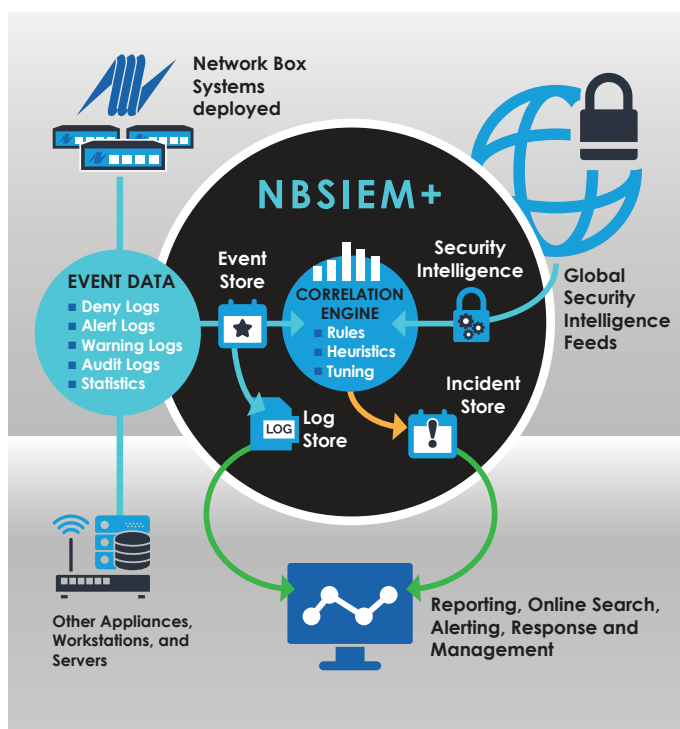 Network Box
Systems
deployed
NBSIEM+
Event
Store
Security
Intelligence
Global
Security
Intelligence
Feeds
EVENT DATA
Deny Logs
Alert Logs
Warning Logs
Audit Logs
Statistics
CORRELATION
ENGINE
Rules
Heuristics
Tuning
Incident
Store
LOG
Log
Store
Other Appliances,
Workstations, and
Servers
Reporting, Online Search,
Alerting, Response and
Management